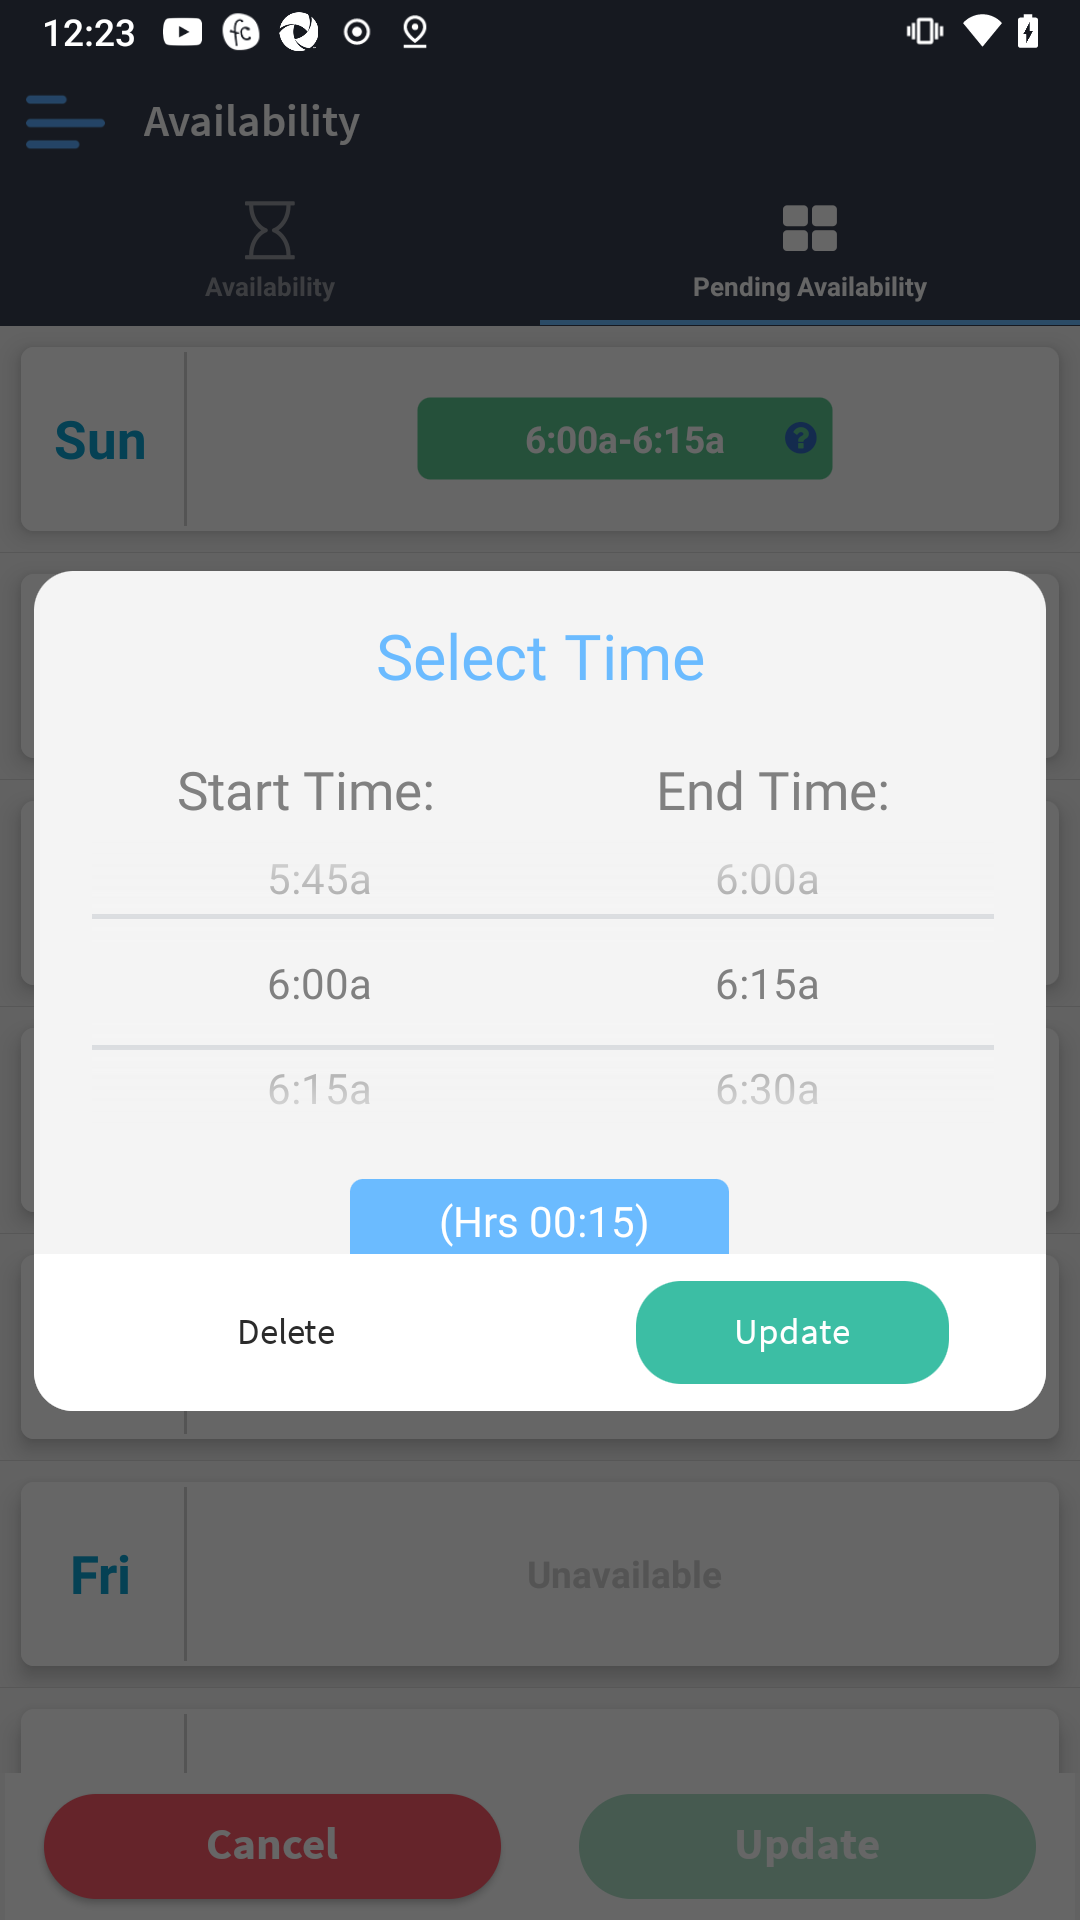 12:23
Availability
Availability
Pending Availability
Sun
6:00a-6:15a
?
Select Time
Start Time:
End Time:
5:45a
6:00a
6:00a
6:15a
6:15a
6:30a
(Hrs 00:15)
Delete
Update
Fri
Unavailable
Cancel
Update